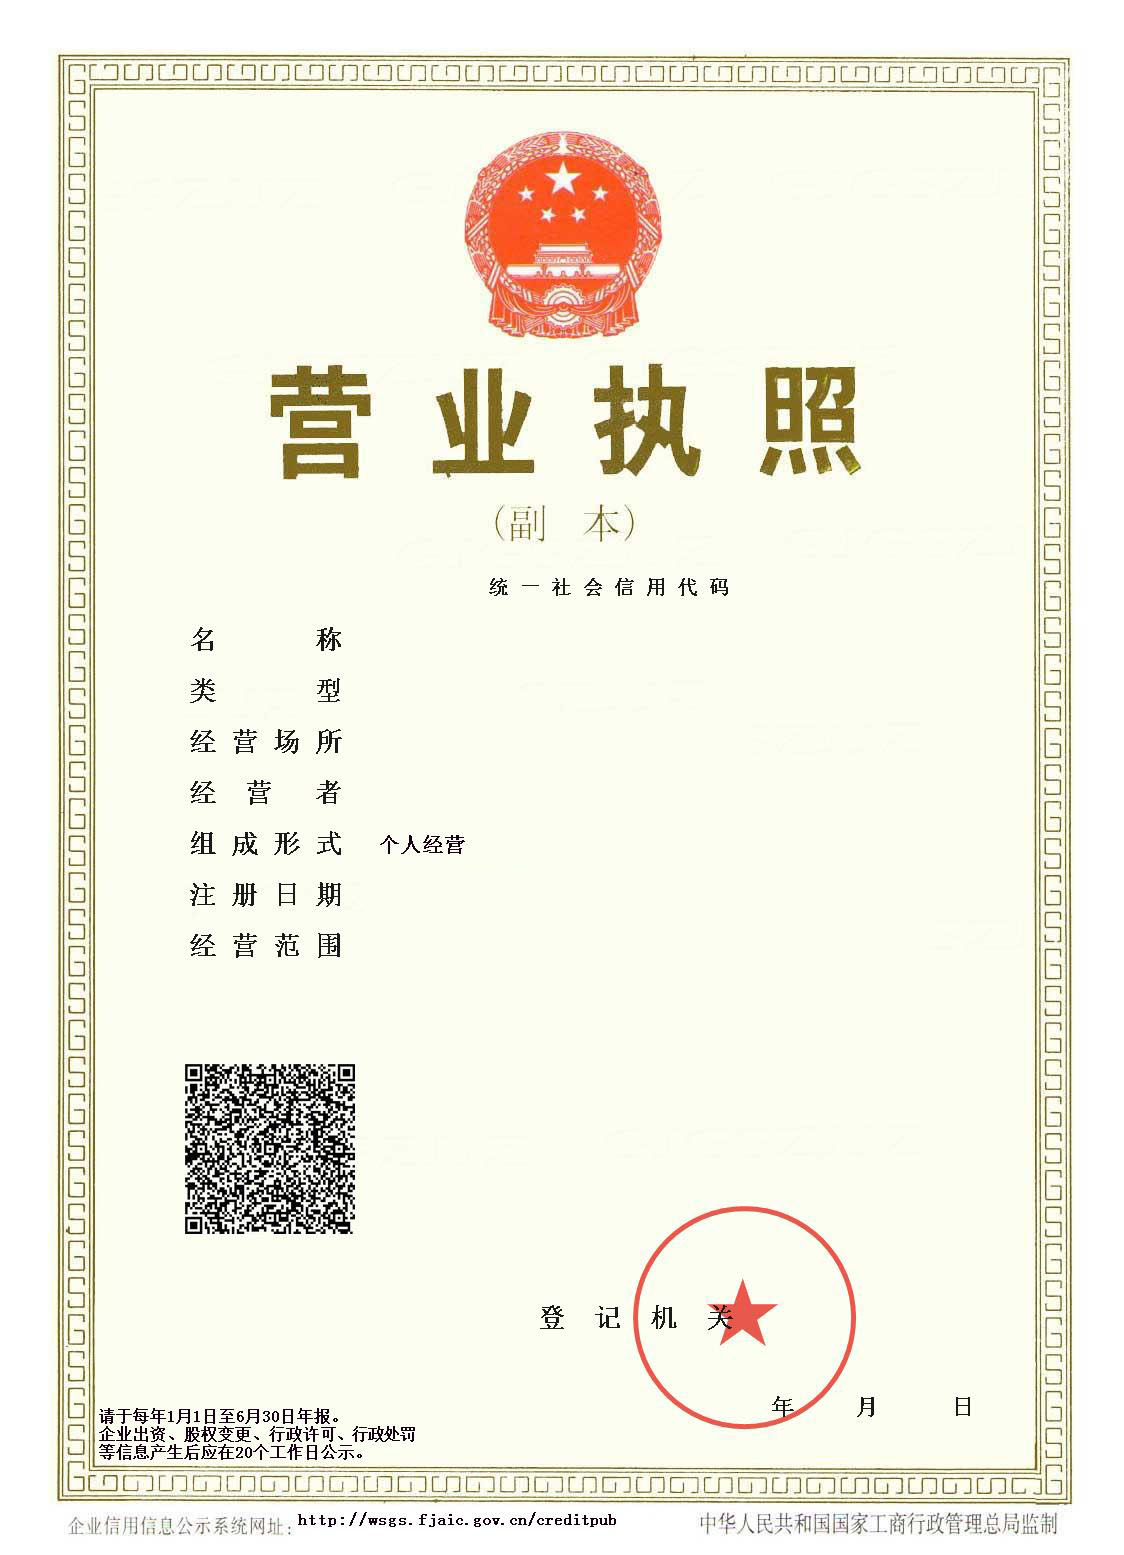 营业执照
（副 本）
统一社会信用代码
名称
类型
经营场所
经营者
组成形式 个人经营
注册日期
经营范围
登记机关
年 月 日
请于每年1月1日至6月30日年报。
企业出资、股权变更、行政许可、行政处罚
等信息产生后应在20个工作日公示。
企业信用信息公示系统网址：http://wsgs.fjaic.gov.cn/creditpub
中华人民共和国国家工商行政管理总局监制